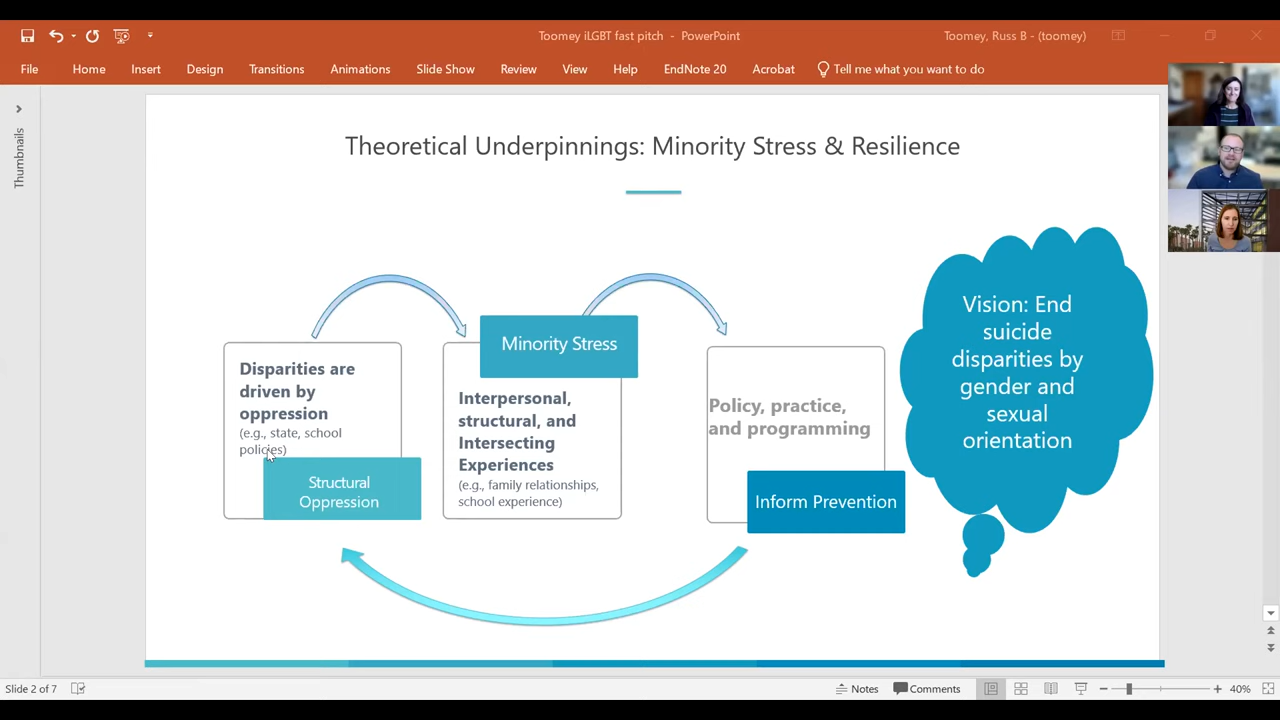 Toomey iLGBT fast pitch - PowerPoint
Toomey, Russ B - (toomey)
File Home Insert Design Transitions Animations Slide Show Review View Help EndNote 20 Acrobat Tell me what you want to do
Thumbnails
Theoretical Underpinnings: Minority Stress & Resilience
Disparities are
driven by
oppression
(e.g., state, school
policies)
Structural
Oppression
Minority Stress
Interpersonal,
structural, and
Intersecting
Experiences
(e.g., family relationships,
school experience)
Policy, practice,
and programming
Inform Prevention
Vision: End
suicide
disparities by
gender and
sexual
orientation
Slide 2 of 7
Notes
Comments
40%